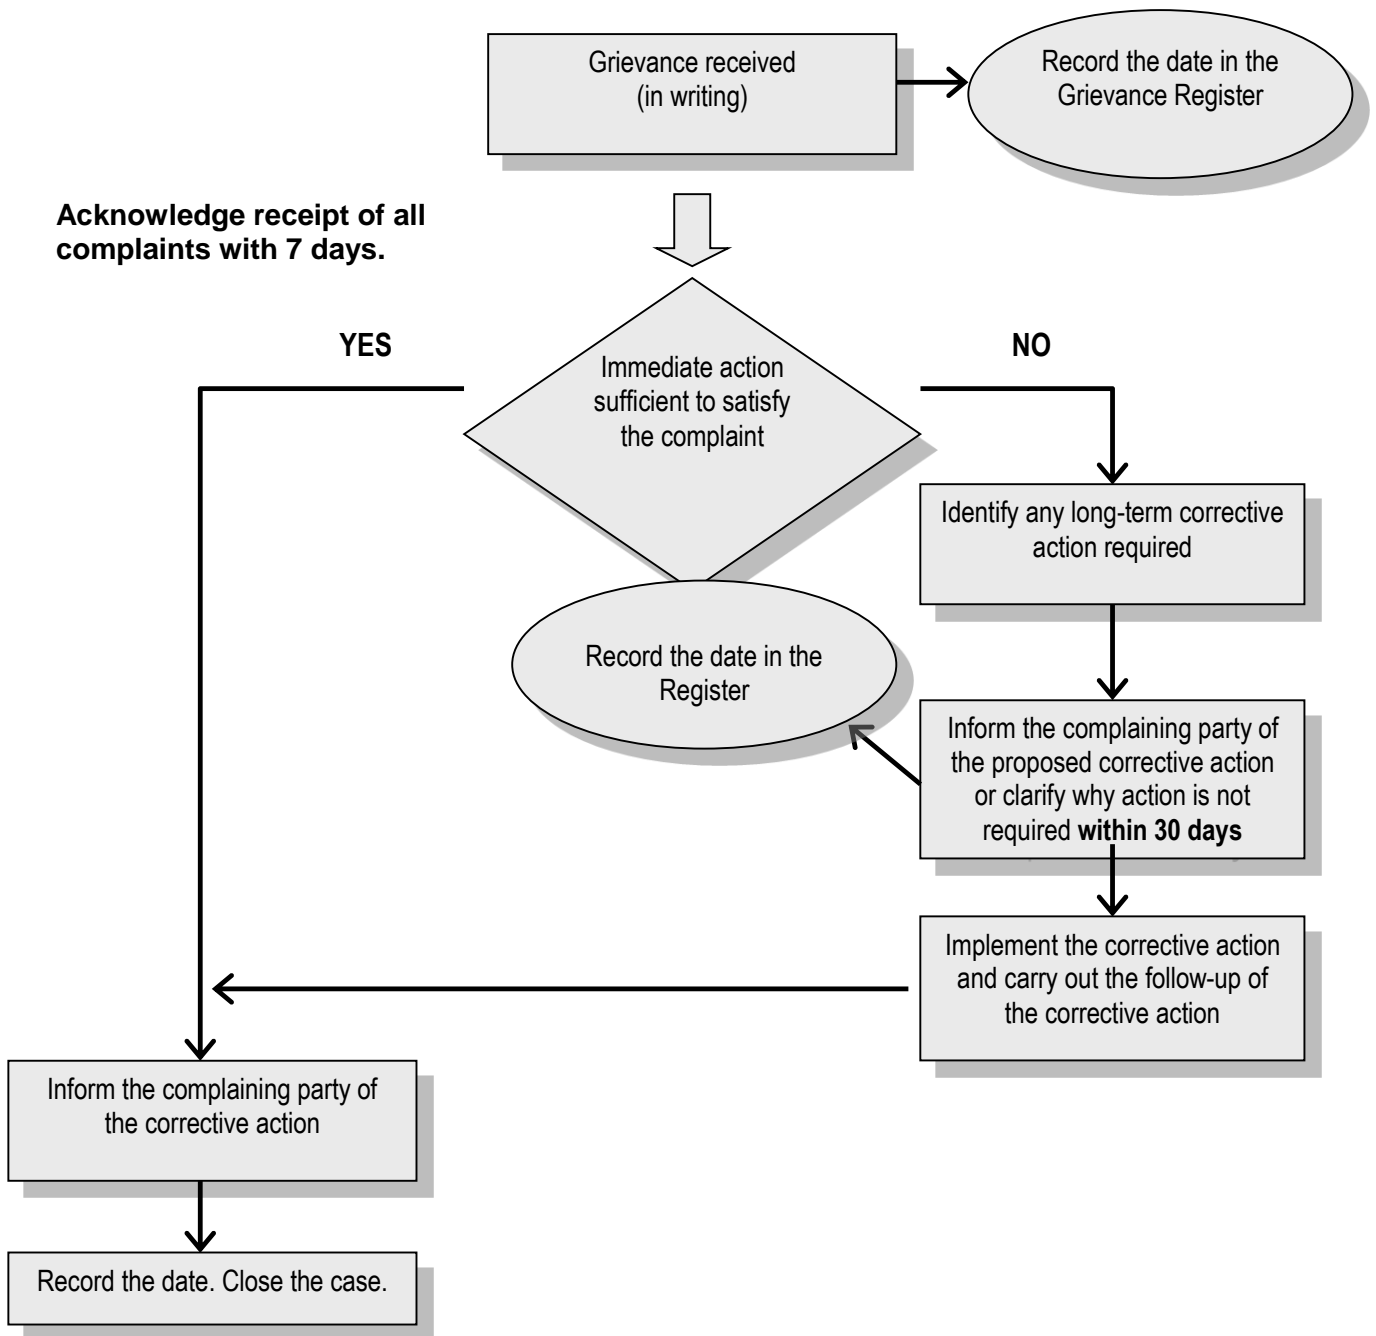 Grievance received
(in writing)
Record the date in the
Grievance Register
Acknowledge receipt of all
complaints with 7 days.
YES
NO
Immediate action
sufficient to satisfy
the complaint
Identify any long-term corrective
action required
Record the date in the
Register
Inform the complaining party of
the proposed corrective action
or clarify why action is not
required within 30 days
Implement the corrective action
and carry out the follow-up of
the corrective action
Inform the complaining party of
the corrective action
Record the date. Close the case.